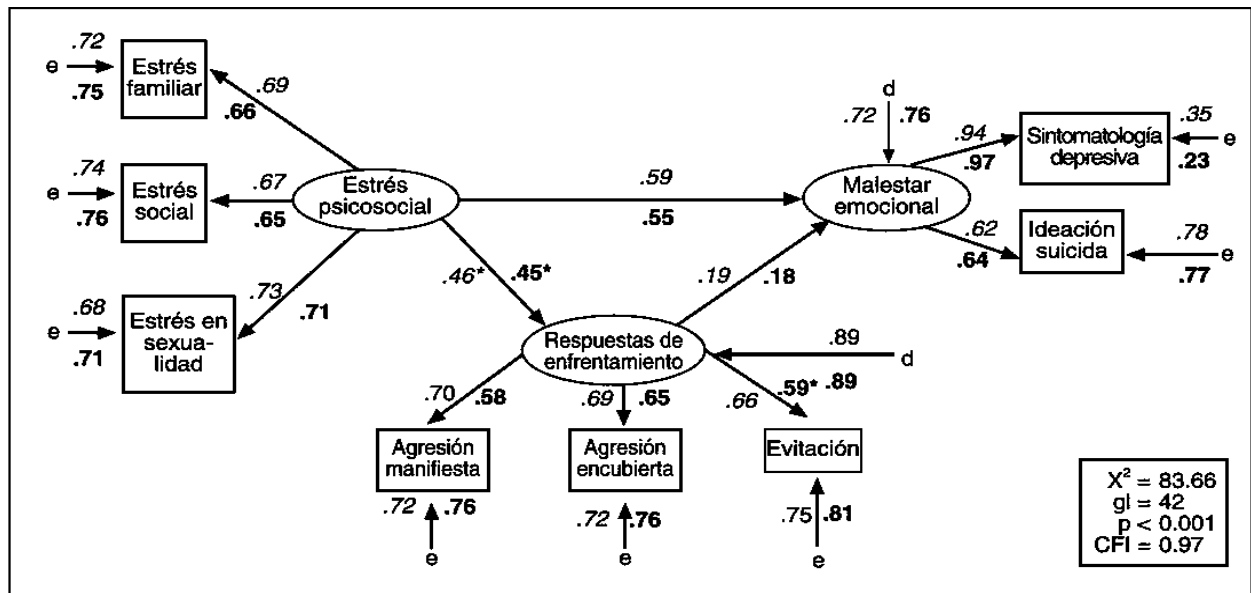 .72
e
.75
Estrés
familiar
.69
.66
.74
e
.76
Estrés
social
.67
.65
Estrés
psicosocial
.68
e
.71
Estrés en
sexua-
lidad
.73
.71
.59
.55
d
.72 .76
Malestar
emocional
.94
.97
Sintomatología
depresiva
.35
e
.23
.62
.64
Ideación
suicida
.78
e
.77
.46* .45*
.19 .18
Respuestas de
enfrentamiento
.89
d
.89
.70 .58
.69 .65
.66 .59*
Agresión
manifiesta
.72 .76
e
Agresión
encubierta
.72 .76
e
Evitación
.75 .81
e
X² = 83.66
gl = 42
p < 0.001
CFI = 0.97